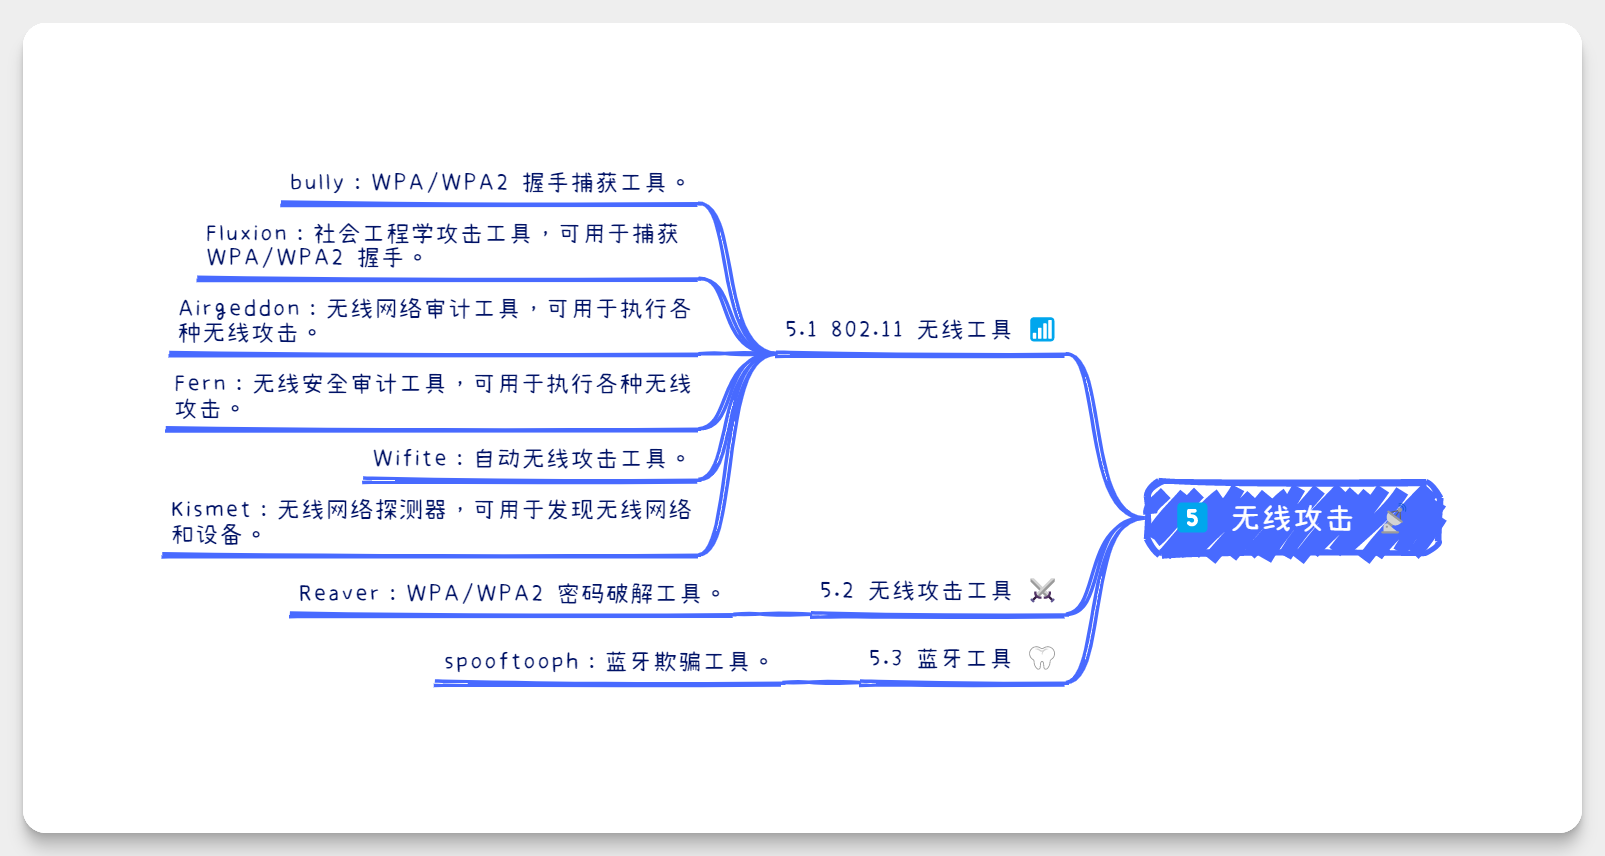 5 无线攻击
5.1 802.11 无线工具
bully：WPA/WPA2 握手捕获工具。
Fluxion：社会工程学攻击工具，可用于捕获
WPA/WPA2 握手。
Airgeddon：无线网络审计工具，可用于执行各
种无线攻击。
Fern：无线安全审计工具，可用于执行各种无线
攻击。
Wifite：自动无线攻击工具。
Kismet：无线网络探测器，可用于发现无线网络
和设备。
5.2 无线攻击工具
Reaver：WPA/WPA2 密码破解工具。
5.3 蓝牙工具
spooftooph：蓝牙欺骗工具。